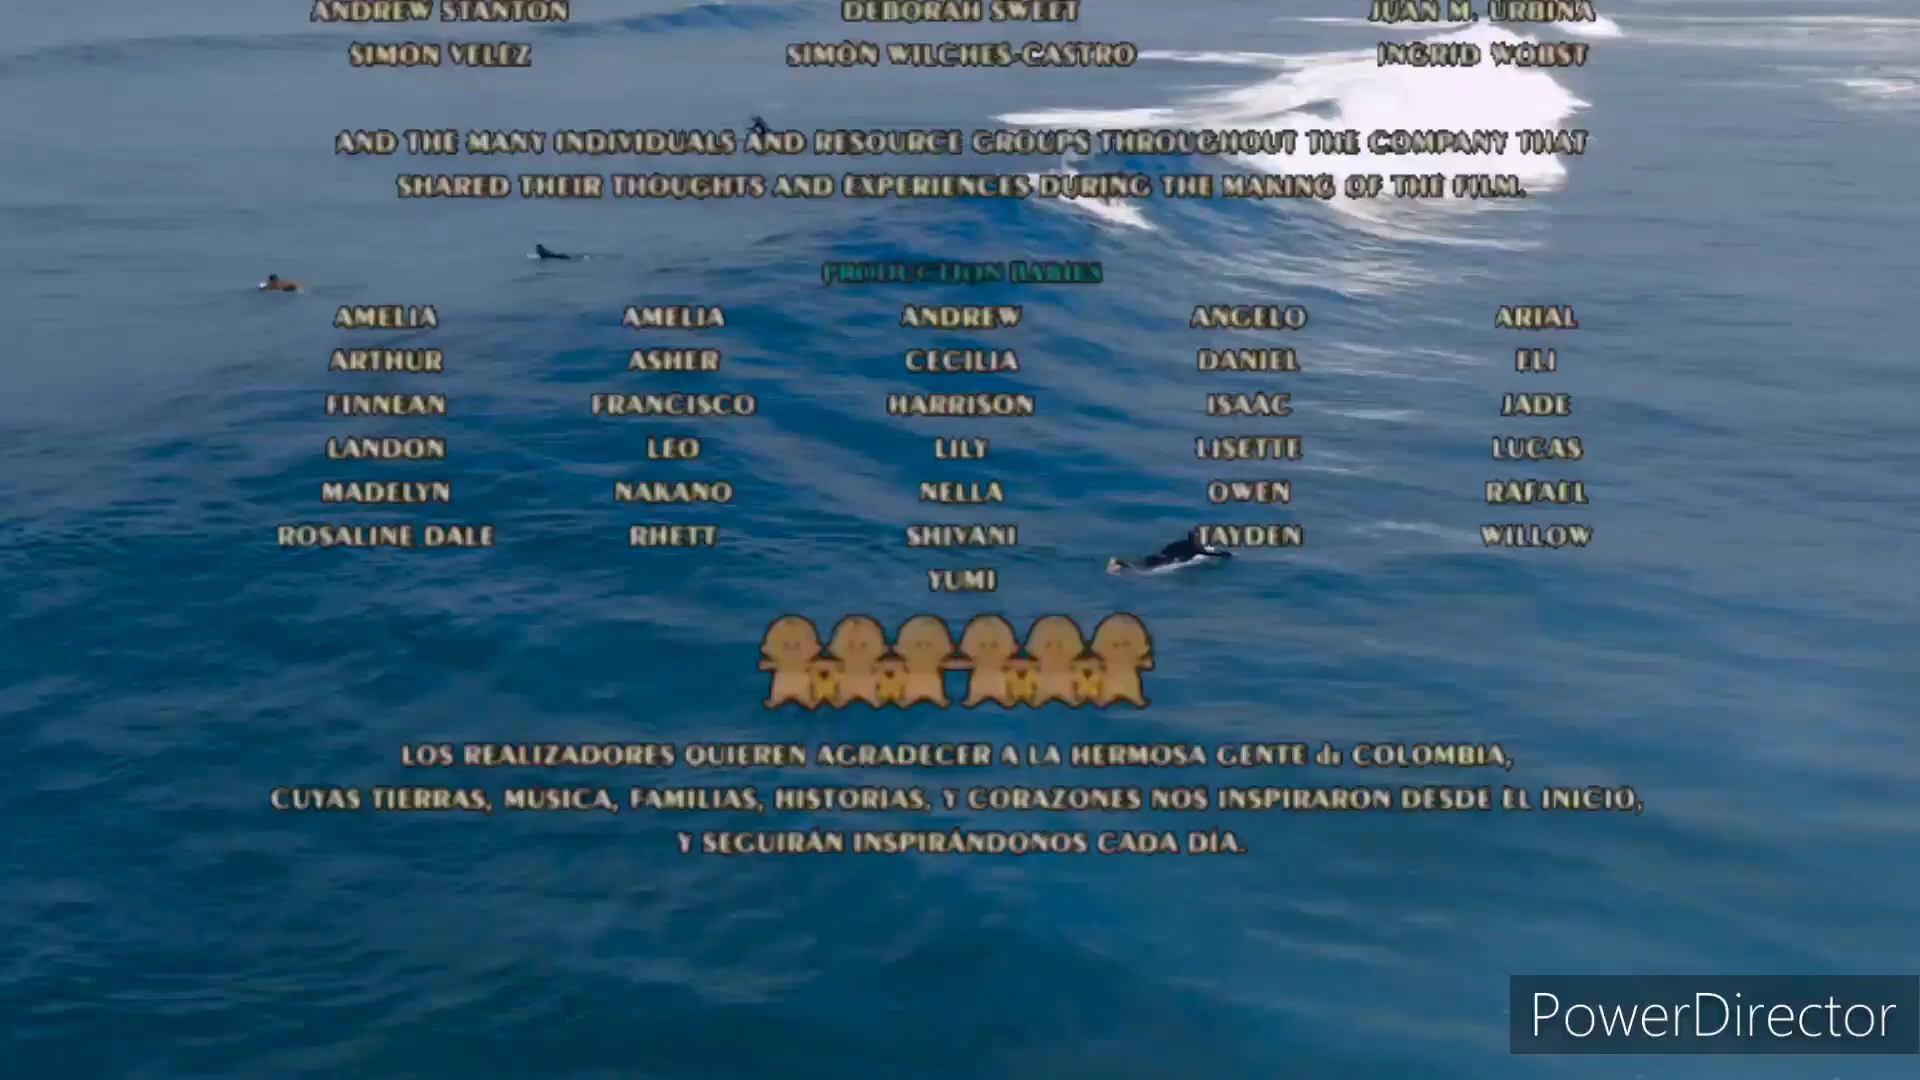 ANDREW STANTON DEBORAH SWEET JUAN M. URBINA
SIMÓN VELEZ SIMÓN WILCHES-CASTRO INGRID WOBST
AND THE MANY INDIVIDUALS AND RESOURCE GROUPS THROUGHOUT THE COMPANY THAT
SHARED THEIR THOUGHTS AND EXPERIENCES DURING THE MAKING OF THE FILM.
PRODUCTION BABIES
AMELIA AMELIA ANDREW ANGELO ARIAL
ARTHUR ASHER CECILIA DANIEL ELI
FINNEAN FRANCISCO HARRISON ISAAC JADE
LANDON LEO LILY LISETTE LUCAS
MADELYN NAKANO NELLA OWEN RAFAEL
ROSALINE DALE RHETT SHIVANI TAYDEN WILLOW
YUMI
LOS REALIZADORES QUIEREN AGRADECER A LA HERMOSA GENTE de COLOMBIA,
CUYAS TIERRAS, MUSICA, FAMILIAS, HISTORIAS, Y CORAZONES NOS INSPIRARON DESDE EL INICIO,
Y SEGUIRÁN INSPIRÁNDONOS CADA DÍA.
PowerDirector